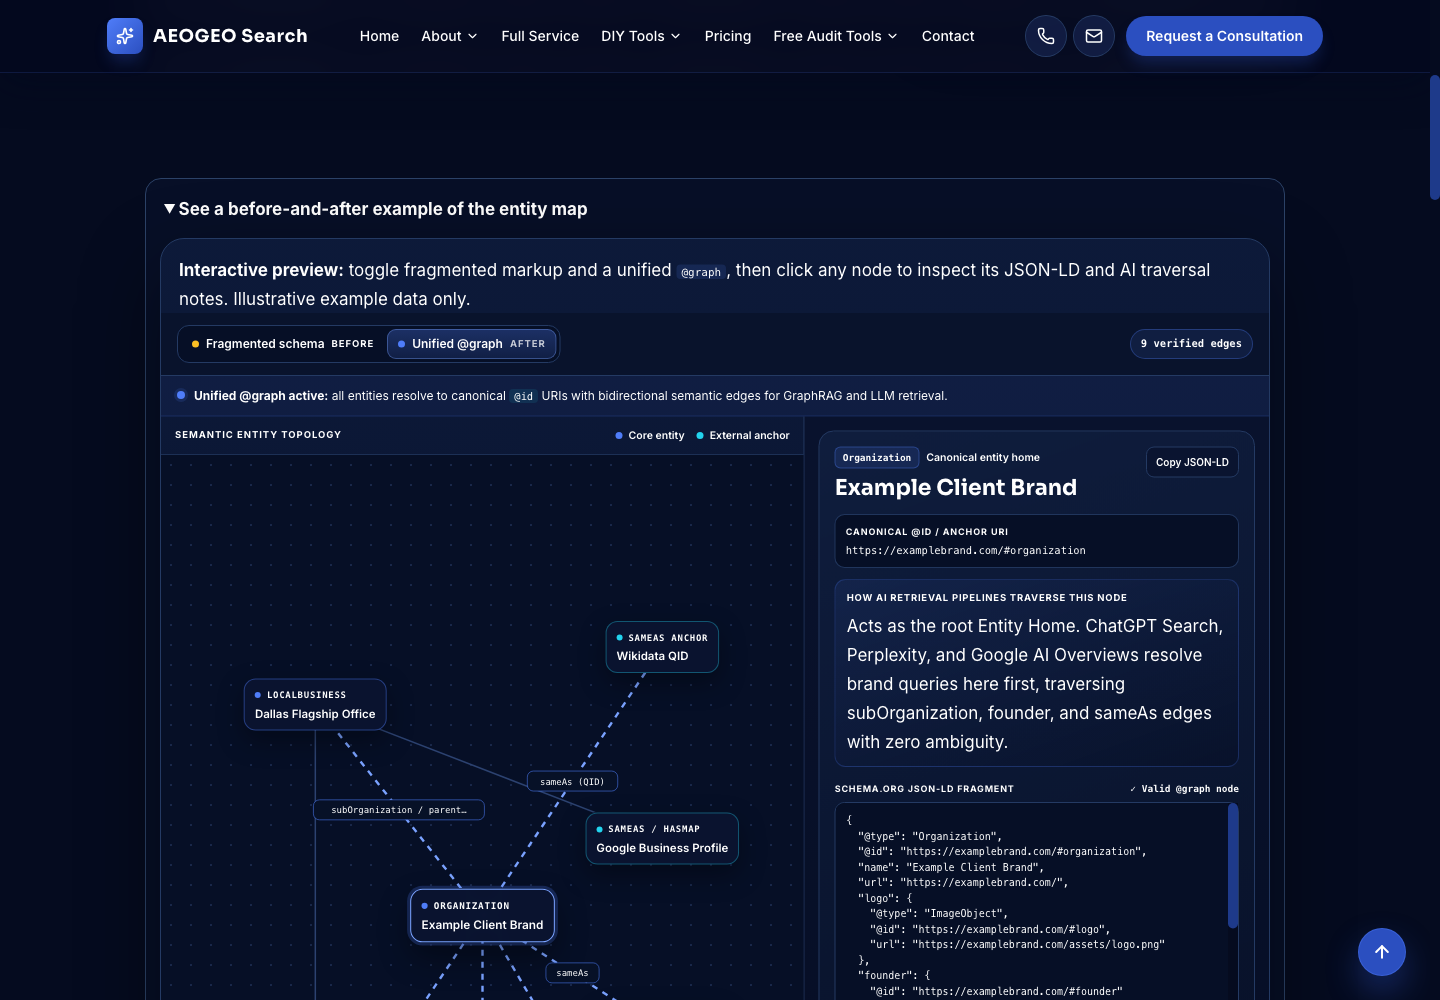 AEOGEO Search
Home
About
Full Service
DIY Tools
Pricing
Free Audit Tools
Contact
Request a Consultation
See a before-and-after example of the entity map
Interactive preview: toggle fragmented markup and a unified @graph, then click any node to inspect its JSON-LD and AI traversal
notes. Illustrative example data only.
Fragmented schema BEFORE
Unified @graph AFTER
9 verified edges
Unified @graph active: all entities resolve to canonical @id URIs with bidirectional semantic edges for GraphRAG and LLM retrieval.
SEMANTIC ENTITY TOPOLOGY
Core entity
External anchor
SAMEAS ANCHOR
Wikidata QID
LOCALBUSINESS
Dallas Flagship Office
sameAs (QID)
subOrganization / parent…
SAMEAS / HASMAP
Google Business Profile
ORGANIZATION
Example Client Brand
sameAs
Organization
Canonical entity home
Copy JSON-LD
Example Client Brand
CANONICAL @ID / ANCHOR URI
https://examplebrand.com/#organization
HOW AI RETRIEVAL PIPELINES TRAVERSE THIS NODE
Acts as the root Entity Home. ChatGPT Search,
Perplexity, and Google AI Overviews resolve
brand queries here first, traversing
subOrganization, founder, and sameAs edges
with zero ambiguity.
SCHEMA.ORG JSON-LD FRAGMENT
✓ Valid @graph node
{
"@type": "Organization",
"@id": "https://examplebrand.com/#organization",
"name": "Example Client Brand",
"url": "https://examplebrand.com/",
"logo": {
"@type": "ImageObject",
"@id": "https://examplebrand.com/#logo",
"url": "https://examplebrand.com/assets/logo.png"
},
"founder": {
"@id": "https://examplebrand.com/#founder"